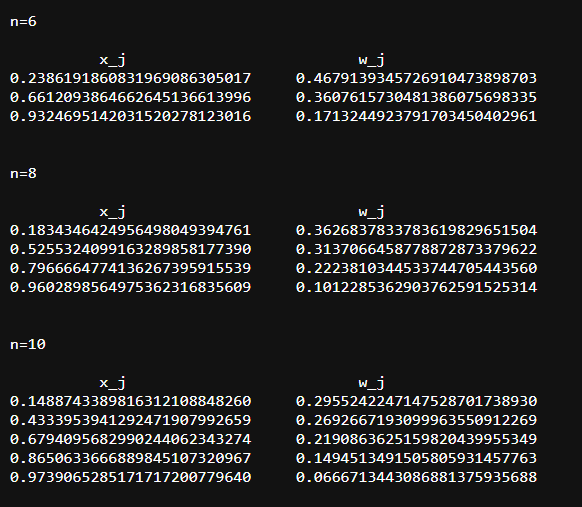 n=6
x_j w_j
0.2386191860831969086305017 0.4679139345726910473898703
0.6612093864662645136613996 0.3607615730481386075698335
0.9324695142031520278123016 0.1713244923791703450402961
n=8
x_j w_j
0.1834346424956498049394761 0.3626837833783619829651504
0.5255324099163289858177390 0.3137066458778872873379622
0.7966664774136267395915539 0.2223810344533744705443560
0.9602898564975362316835609 0.1012285362903762591525314
n=10
x_j w_j
0.1488743389816312108848260 0.2955242247147528701738930
0.4333953941292471907992659 0.2692667193099963550912269
0.6794095682990244062343274 0.2190863625159820439955349
0.8650633666889845107320967 0.1494513491505805931457763
0.9739065285171717200779640 0.0666713443086881375935688